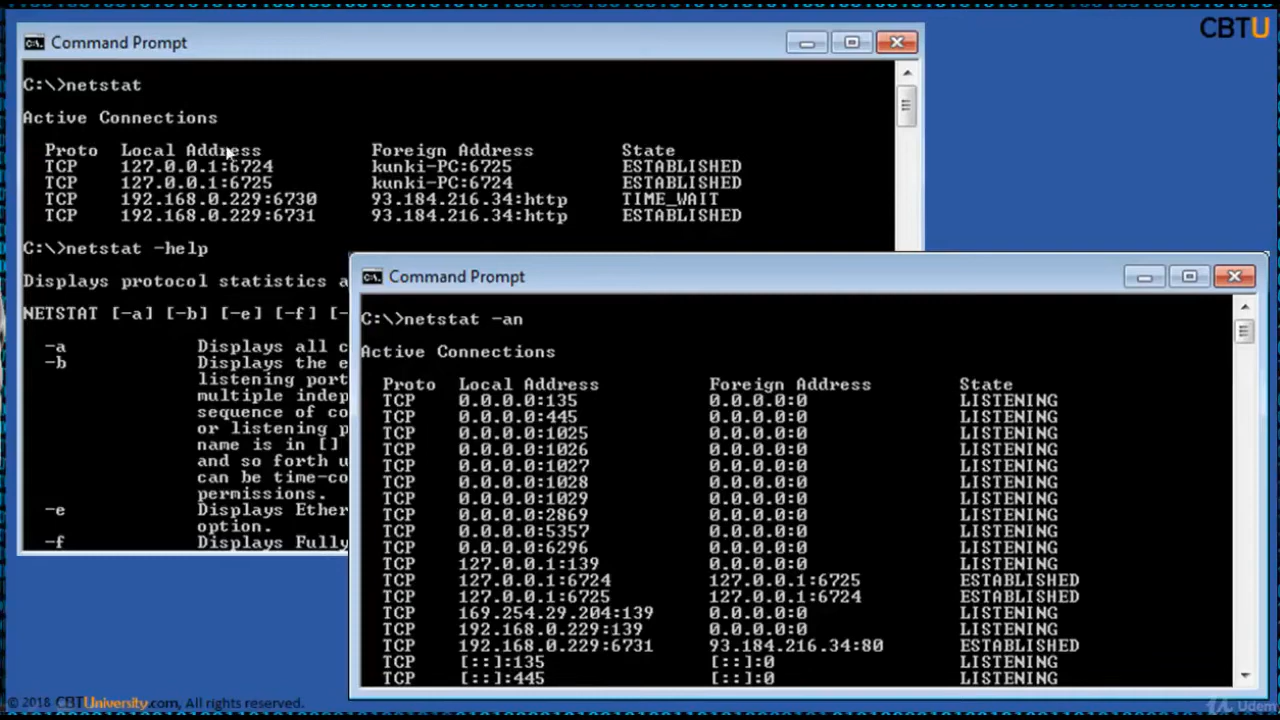 CBTU
Command Prompt
C:\>netstat
Active Connections
Proto Local Address Foreign Address State
TCP 127.0.0.1:6724 kunki-PC:6725 ESTABLISHED
TCP 127.0.0.1:6725 kunki-PC:6724 ESTABLISHED
TCP 192.168.0.229:6730 93.184.216.34:http TIME_WAIT
TCP 192.168.0.229:6731 93.184.216.34:http ESTABLISHED
C:\>netstat -help
Displays protocol statistics a
NETSTAT [-a] [-b] [-e] [-f] [-
-a Displays all c
-b Displays the e
listening port
multiple indep
sequence of co
or listening p
name is in []
and so forth u
can be time-co
permissions.
-e Displays Ether
option.
-f Displays Fully
Command Prompt
C:\>netstat -an
Active Connections
Proto Local Address Foreign Address State
TCP 0.0.0.0:135 0.0.0.0:0 LISTENING
TCP 0.0.0.0:445 0.0.0.0:0 LISTENING
TCP 0.0.0.0:1025 0.0.0.0:0 LISTENING
TCP 0.0.0.0:1026 0.0.0.0:0 LISTENING
TCP 0.0.0.0:1027 0.0.0.0:0 LISTENING
TCP 0.0.0.0:1028 0.0.0.0:0 LISTENING
TCP 0.0.0.0:1029 0.0.0.0:0 LISTENING
TCP 0.0.0.0:2869 0.0.0.0:0 LISTENING
TCP 0.0.0.0:5357 0.0.0.0:0 LISTENING
TCP 0.0.0.0:6296 0.0.0.0:0 LISTENING
TCP 127.0.0.1:139 0.0.0.0:0 LISTENING
TCP 127.0.0.1:6724 127.0.0.1:6725 ESTABLISHED
TCP 127.0.0.1:6725 127.0.0.1:6724 ESTABLISHED
TCP 169.254.29.204:139 0.0.0.0:0 LISTENING
TCP 192.168.0.229:139 0.0.0.0:0 LISTENING
TCP 192.168.0.229:6731 93.184.216.34:80 ESTABLISHED
TCP [::]:135 [::]:0 LISTENING
TCP [::]:445 [::]:0 LISTENING
© 2018 CBTUniversity.com, All rights reserved.
Udem